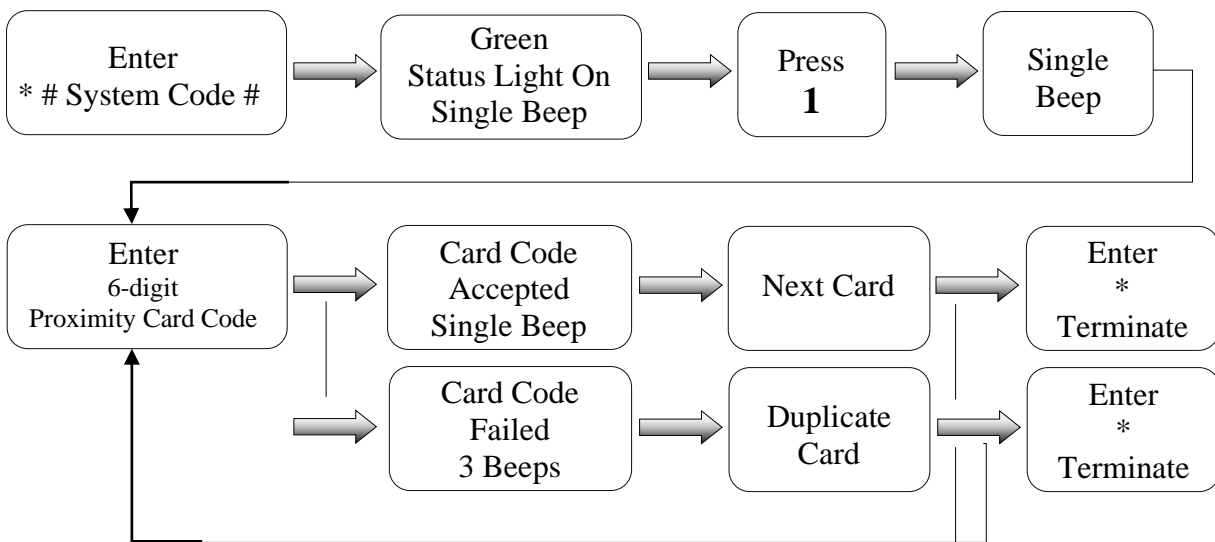 Enter
* # System Code #
Green
Status Light On
Single Beep
Press
1
Single
Beep
Enter
6-digit
Proximity Card Code
Card Code
Accepted
Single Beep
Next Card
Enter
*
Terminate
Card Code
Failed
3 Beeps
Duplicate
Card
Enter
*
Terminate